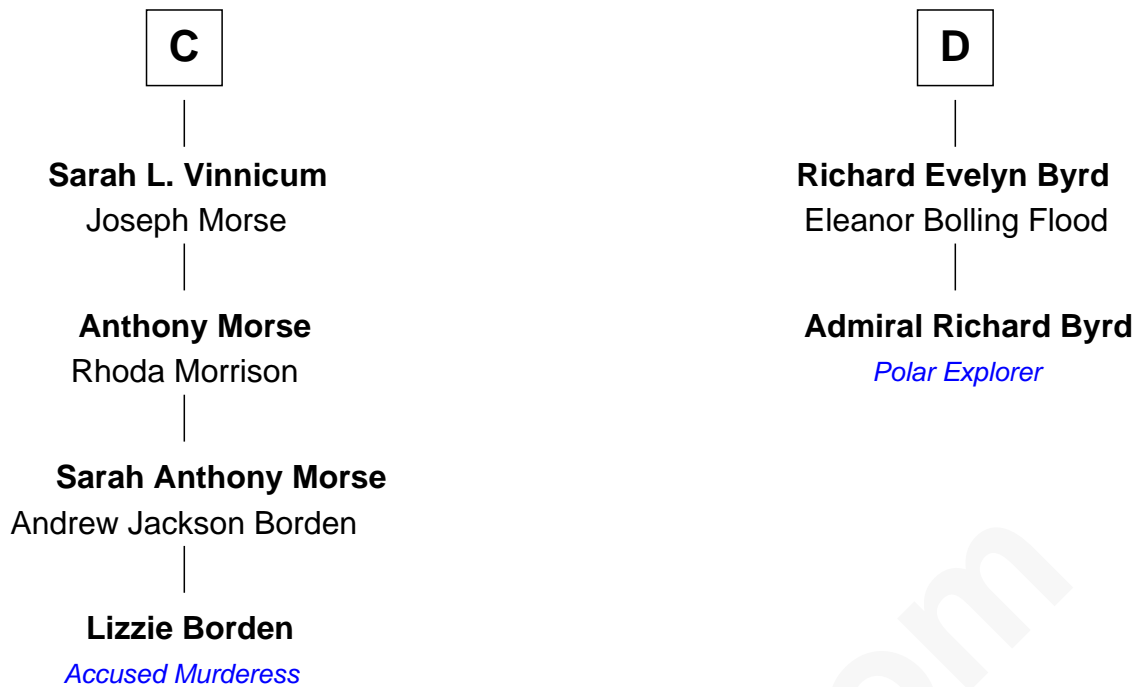 C
Sarah L. Vinnicum
Joseph Morse
Anthony Morse
Rhoda Morrison
Sarah Anthony Morse
Andrew Jackson Borden
Lizzie Borden
Accused Murderess
D
Richard Evelyn Byrd
Eleanor Bolling Flood
Admiral Richard Byrd
Polar Explorer
om